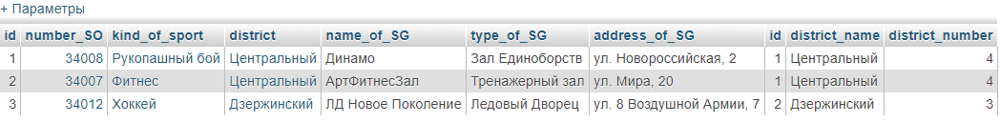 + Параметры
id number_SO kind_of_sport district name_of_SG type_of_SG address_of_SG id district_name district_number
1 34008 Рукопашный бой Центральный Динамо Зал Единоборств ул. Новороссийская, 2 1 Центральный 4
2 34007 Фитнес Центральный АртФитнесЗал Тренажерный зал ул. Мира, 20 1 Центральный 4
3 34012 Хоккей Дзержинский ЛД Новое Поколение Ледовый Дворец ул. 8 Воздушной Армии, 7 2 Дзержинский 3